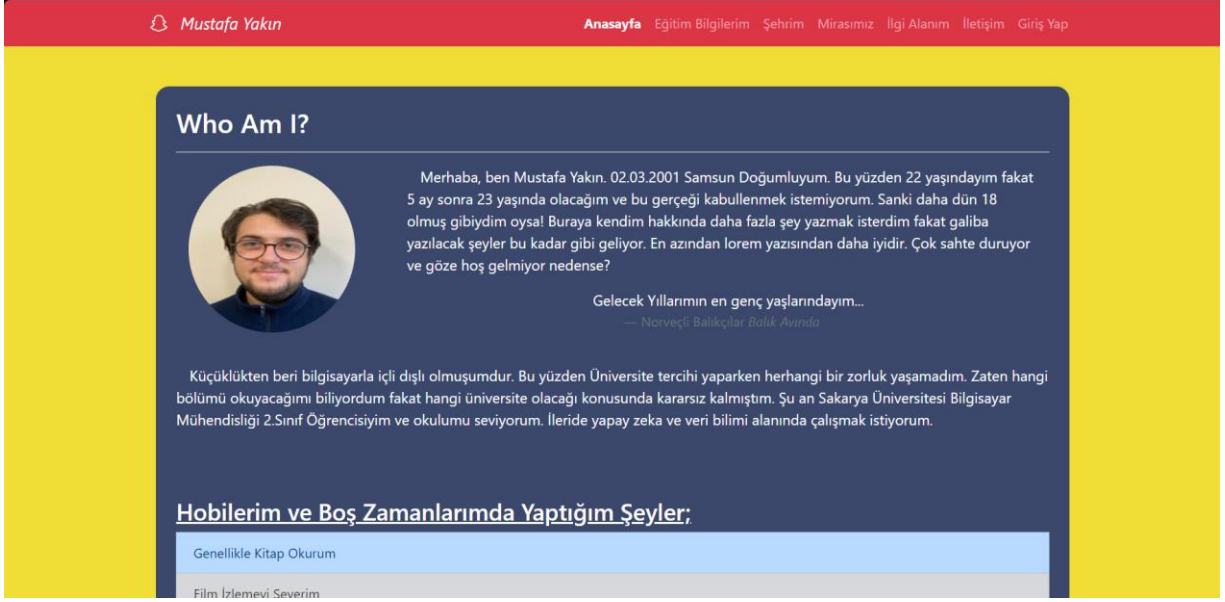 Mustafa Yakın
Anasayfa Eğitim Bilgilerim Şehrim Mirasımız İlgi Alanım İletişim Giriş Yap
Who Am I?
Merhaba, ben Mustafa Yakın. 02.03.2001 Samsun Doğumluyum. Bu yüzden 22 yaşındayım fakat
5 ay sonra 23 yaşında olacağım ve bu gerçeği kabullenmek istemiyorum. Sanki daha dün 18
olmuş gibiydim oysa! Buraya kendim hakkında daha fazla şey yazmak isterdim fakat galiba
yazılacak şeyler bu kadar gibi geliyor. En azından lorem yazısından daha iyidir. Çok sahte duruyor
ve göze hoş gelmiyor nedense?
Gelecek Yıllarımın en genç yaşlarındayım...
— Norveçli Balıkçılar Balık Avında
Küçüklükten beri bilgisayarla içli dışlı olmuşumdur. Bu yüzden Üniversite tercihi yaparken herhangi bir zorluk yaşamadım. Zaten hangi
bölümü okuyacağımı biliyordum fakat hangi üniversite olacağı konusunda kararsız kalmıştım. Şu an Sakarya Üniversitesi Bilgisayar
Mühendisliği 2.Sınıf Öğrencisiyim ve okulumu seviyorum. İleride yapay zeka ve veri bilimi alanında çalışmak istiyorum.
Hobilerim ve Boş Zamanlarımda Yaptığım Şeyler;
Genellikle Kitap Okurum
Film İzlemeyi Severim